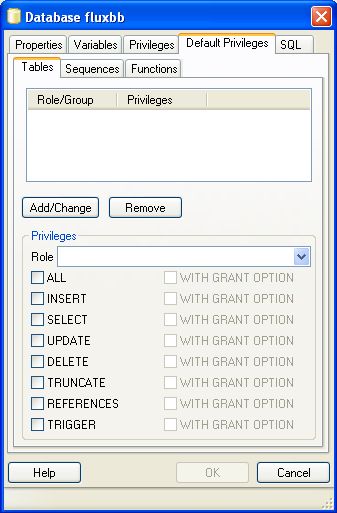 Database fluxbb
Properties Variables Privileges Default Privileges SQL
Tables Sequences Functions
Role/Group Privileges
Add/Change Remove
Privileges
Role
ALL WITH GRANT OPTION
INSERT WITH GRANT OPTION
SELECT WITH GRANT OPTION
UPDATE WITH GRANT OPTION
DELETE WITH GRANT OPTION
TRUNCATE WITH GRANT OPTION
REFERENCES WITH GRANT OPTION
TRIGGER WITH GRANT OPTION
Help OK Cancel